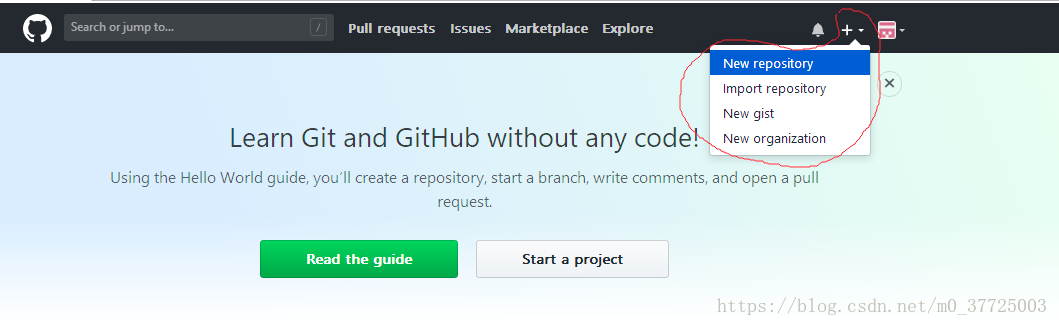 Search or jump to...
/
Pull requests
Issues
Marketplace
Explore
New repository
Import repository
New gist
New organization
Learn Git and GitHub without any code!
Using the Hello World guide, you’ll create a repository, start a branch, write comments, and open a pull
request.
Read the guide
Start a project
https://blog.csdn.net/m0_37725003